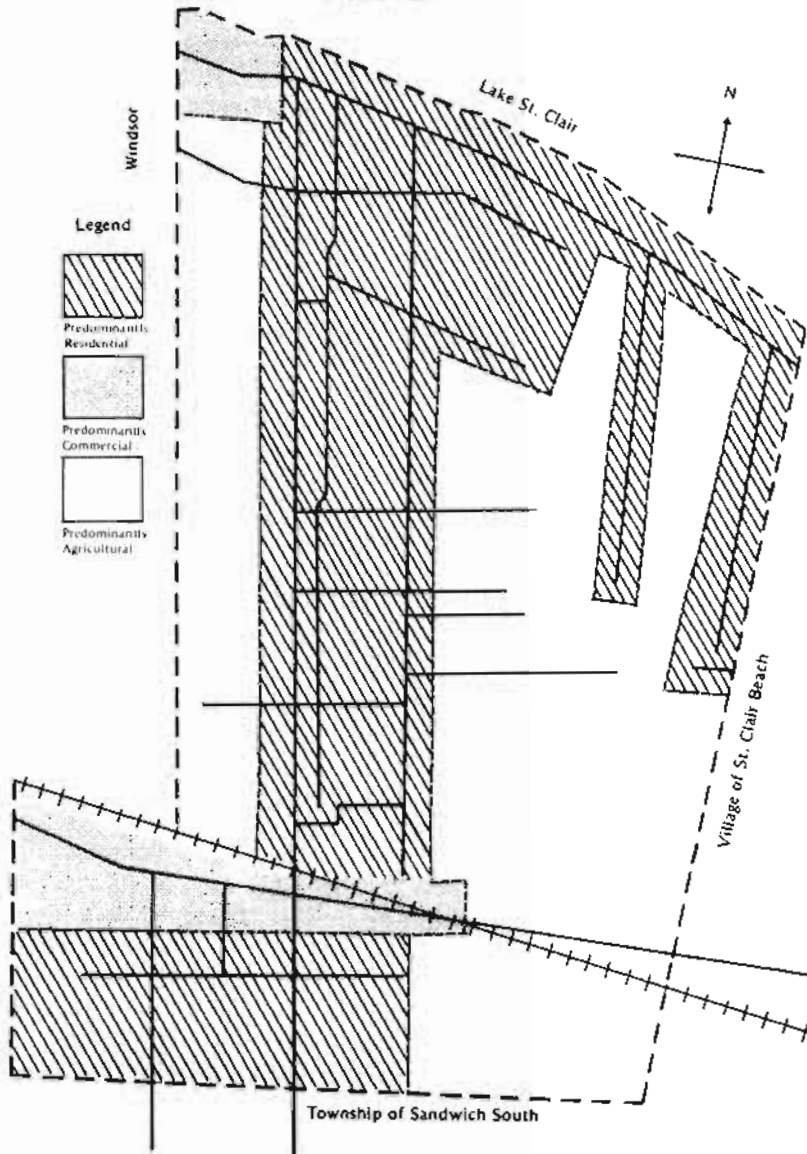 Lake St. Clair
N
Windsor
Legend
Predominantly
Residential
Predominantly
Commercial
Predominantly
Agricultural
Village of St. Clair Beach
Township of Sandwich South